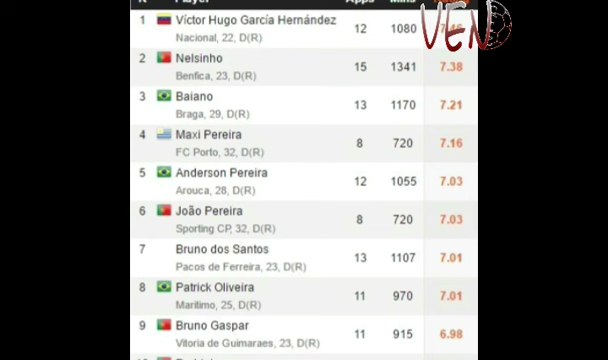 1 Víctor Hugo García Hernández 12 1080
Nacional, 22, D(R)
VEN
2 Nelsinho 15 1341 7.38
Benfica, 23, D(R)
3 Baiano 13 1170 7.21
Braga, 29, D(R)
4 Maxi Pereira 8 720 7.16
FC Porto, 32, D(R)
5 Anderson Pereira 12 1055 7.03
Arouca, 28, D(R)
6 João Pereira 8 720 7.03
Sporting CP, 32, D(R)
7 Bruno dos Santos 13 1107 7.01
Pacos de Ferreira, 23, D(R)
8 Patrick Oliveira 11 970 7.01
Maritimo, 25, D(R)
9 Bruno Gaspar 11 915 6.98
Vitoria de Guimaraes, 23, D(R)